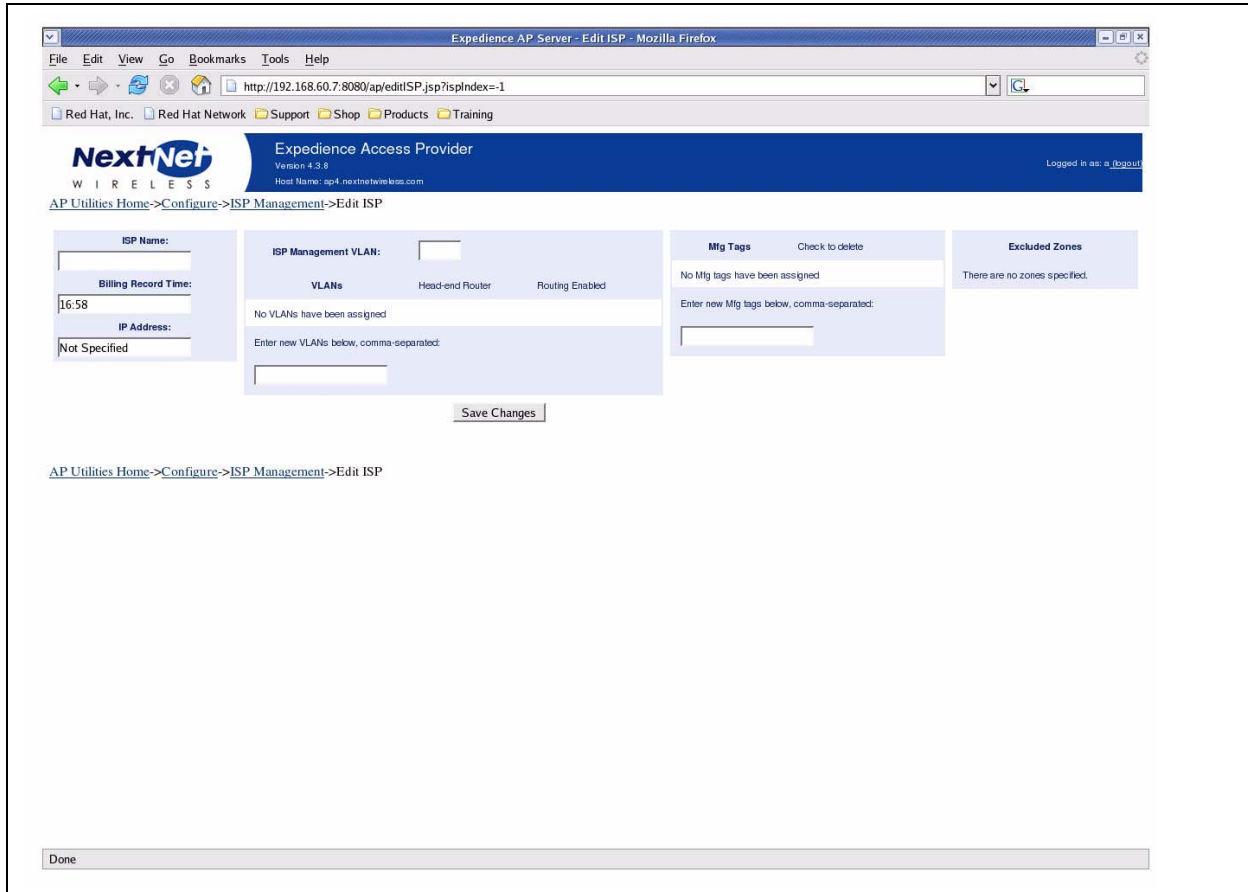 Expedience AP Server - Edit ISP - Mozilla Firefox
File Edit View Go Bookmarks Tools Help
http://192.168.60.7:8080/ap/editISP.jsp?ispIndex=-1
G
Red Hat, Inc. Red Hat Network Support Shop Products Training
NextNet
WIRELESS
Expedience Access Provider
Version 4.3.8
Host Name: ap4.nextnetwireless.com
Logged in as: a (logout)
AP Utilities Home->Configure->ISP Management->Edit ISP
ISP Name:
Billing Record Time:
16:58
IP Address:
Not Specified
ISP Management VLAN:
VLANs Head-end Router Routing Enabled
No VLANs have been assigned
Enter new VLANs below, comma-separated:
Mfg Tags Check to delete
No Mfg tags have been assigned
Enter new Mfg tags below, comma-separated:
Excluded Zones
There are no zones specified.
Save Changes
AP Utilities Home->Configure->ISP Management->Edit ISP
Done